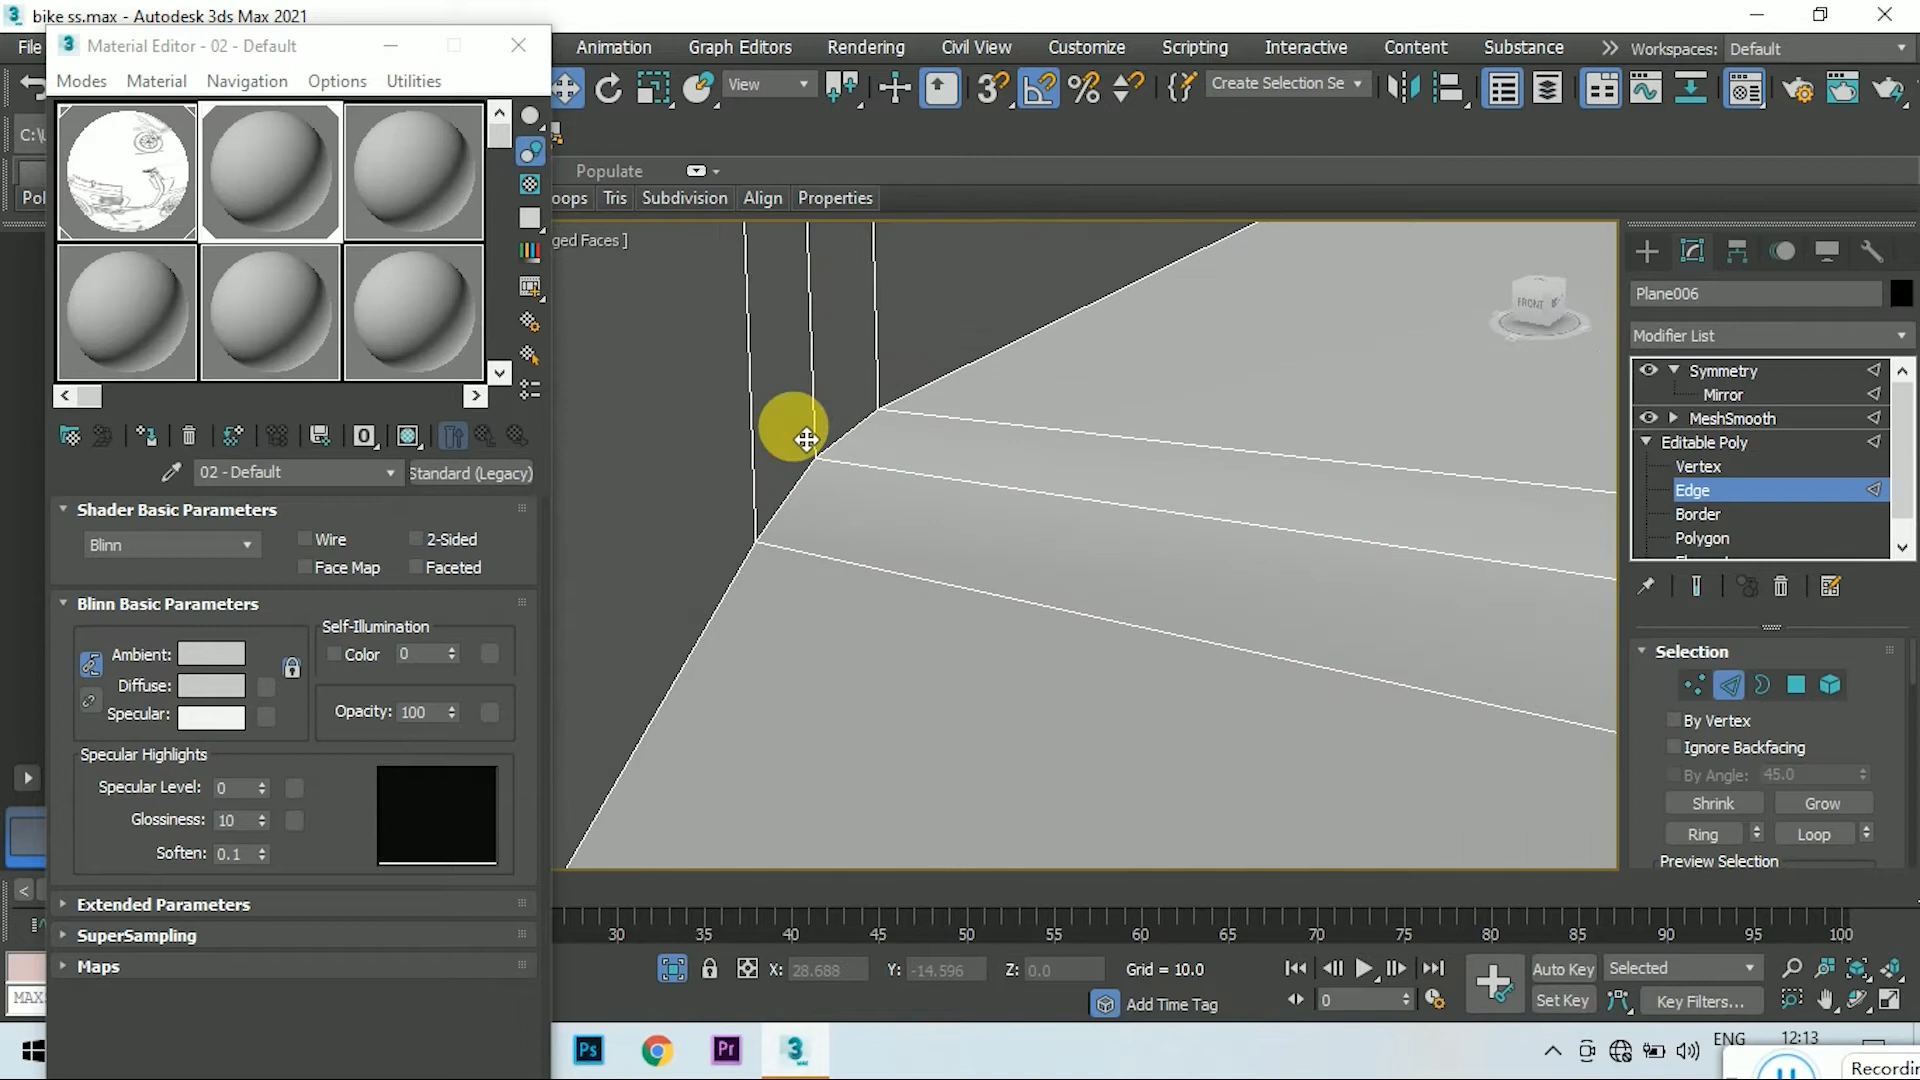 bike ss.max - Autodesk 3ds Max 2021
File
Animation
Graph Editors
Rendering
Civil View
Customize
Scripting
Interactive
Content
Substance
Workspaces: Default
Material Editor - 02 - Default
Modes
Material
Navigation
Options
Utilities
View
Create Selection Se
C:\U
Populate
Pol
oops
Tris
Subdivision
Align
Properties
ged Faces ]
FRONT
Plane006
Modifier List
Symmetry
Mirror
MeshSmooth
Editable Poly
Vertex
Edge
Border
Polygon
02 - Default
Standard (Legacy)
Shader Basic Parameters
Blinn
Wire
2-Sided
Face Map
Faceted
Blinn Basic Parameters
Self-Illumination
Ambient:
Color 0
Diffuse:
Specular:
Opacity: 100
Specular Highlights
Specular Level: 0
Glossiness: 10
Soften: 0.1
Extended Parameters
SuperSampling
Maps
Selection
By Vertex
Ignore Backfacing
By Angle: 45.0
Shrink
Grow
Ring
Loop
Preview Selection
30 35 40 45 50 55 60 65 70 75 80 85 90 95 100
X: 28.688
Y: -14.596
Z: 0.0
Grid = 10.0
Add Time Tag
0
Auto Key
Selected
Set Key
Key Filters...
MAX
Ps
Pr
3
ENG
12:13
Recordin